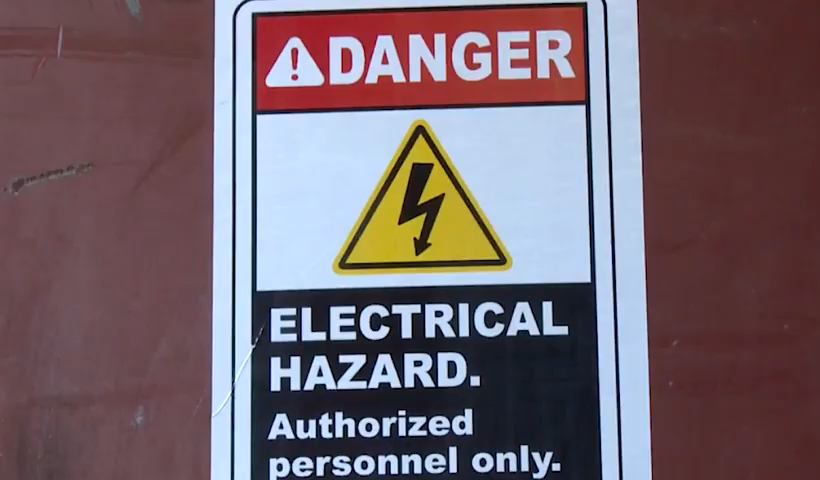 DANGER
ELECTRICAL
HAZARD.
Authorized
personnel only.